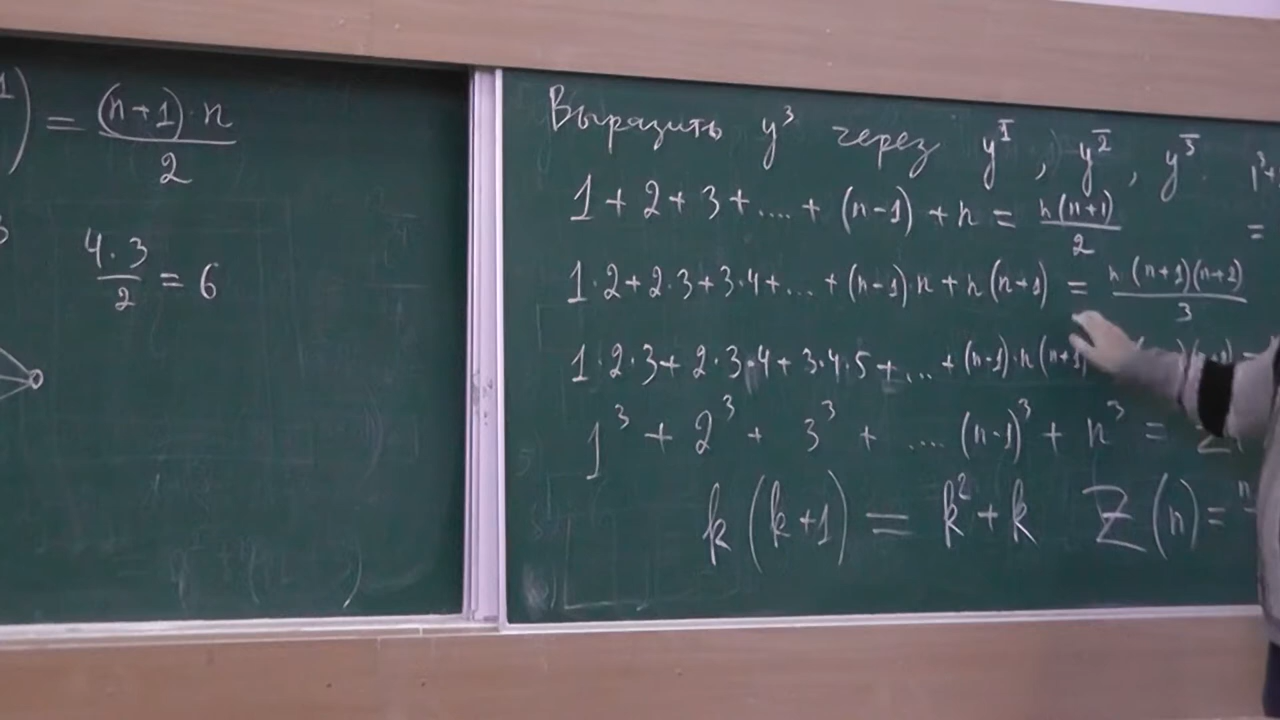 = (n+1)·n / 2
4·3 / 2 = 6
Выразить y³ через y^Ī, y^2̄, y^3̄
1+2+3+....+(n-1)+n = n(n+1) / 2
1·2+2·3+3·4+...+(n-1)·n+n(n+1) = n·(n+1)(n+2) / 3
1·2·3+2·3·4+3·4·5+...+(n-1)·n(n+1)
1³+2³+3³+....(n-1)³+n³ =
k(k+1) = k²+k Z(n) =